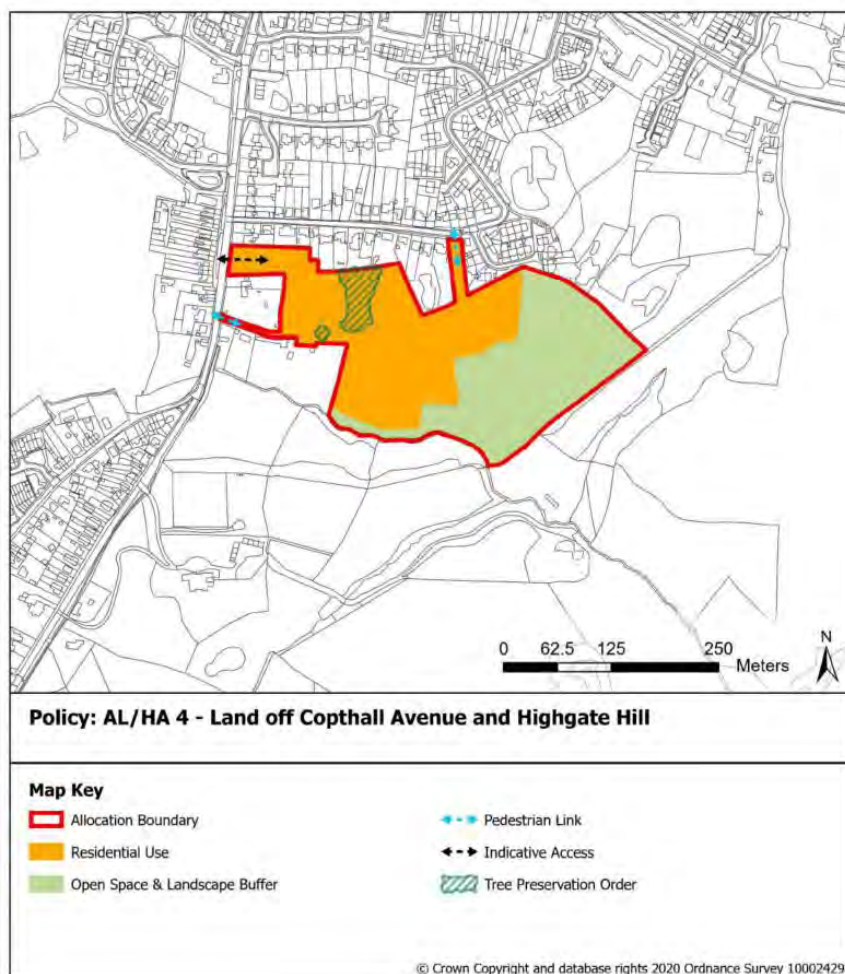 N
0 62.5 125 250
Meters
Policy: AL/HA 4 - Land off Copthall Avenue and Highgate Hill
Map Key
Allocation Boundary
Pedestrian Link
Residential Use
Indicative Access
Open Space & Landscape Buffer
Tree Preservation Order
© Crown Copyright and database rights 2020 Ordnance Survey 10002429